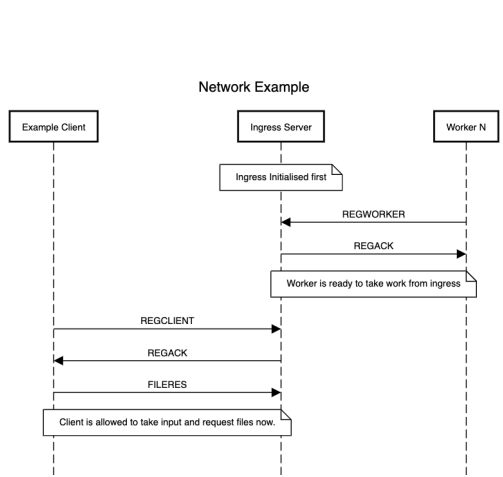 Network Example
Example Client
Ingress Server
Worker N
Ingress Initialised first
REGWORKER
REGACK
Worker is ready to take work from ingress
REGCLIENT
REGACK
FILERES
Client is allowed to take input and request files now.